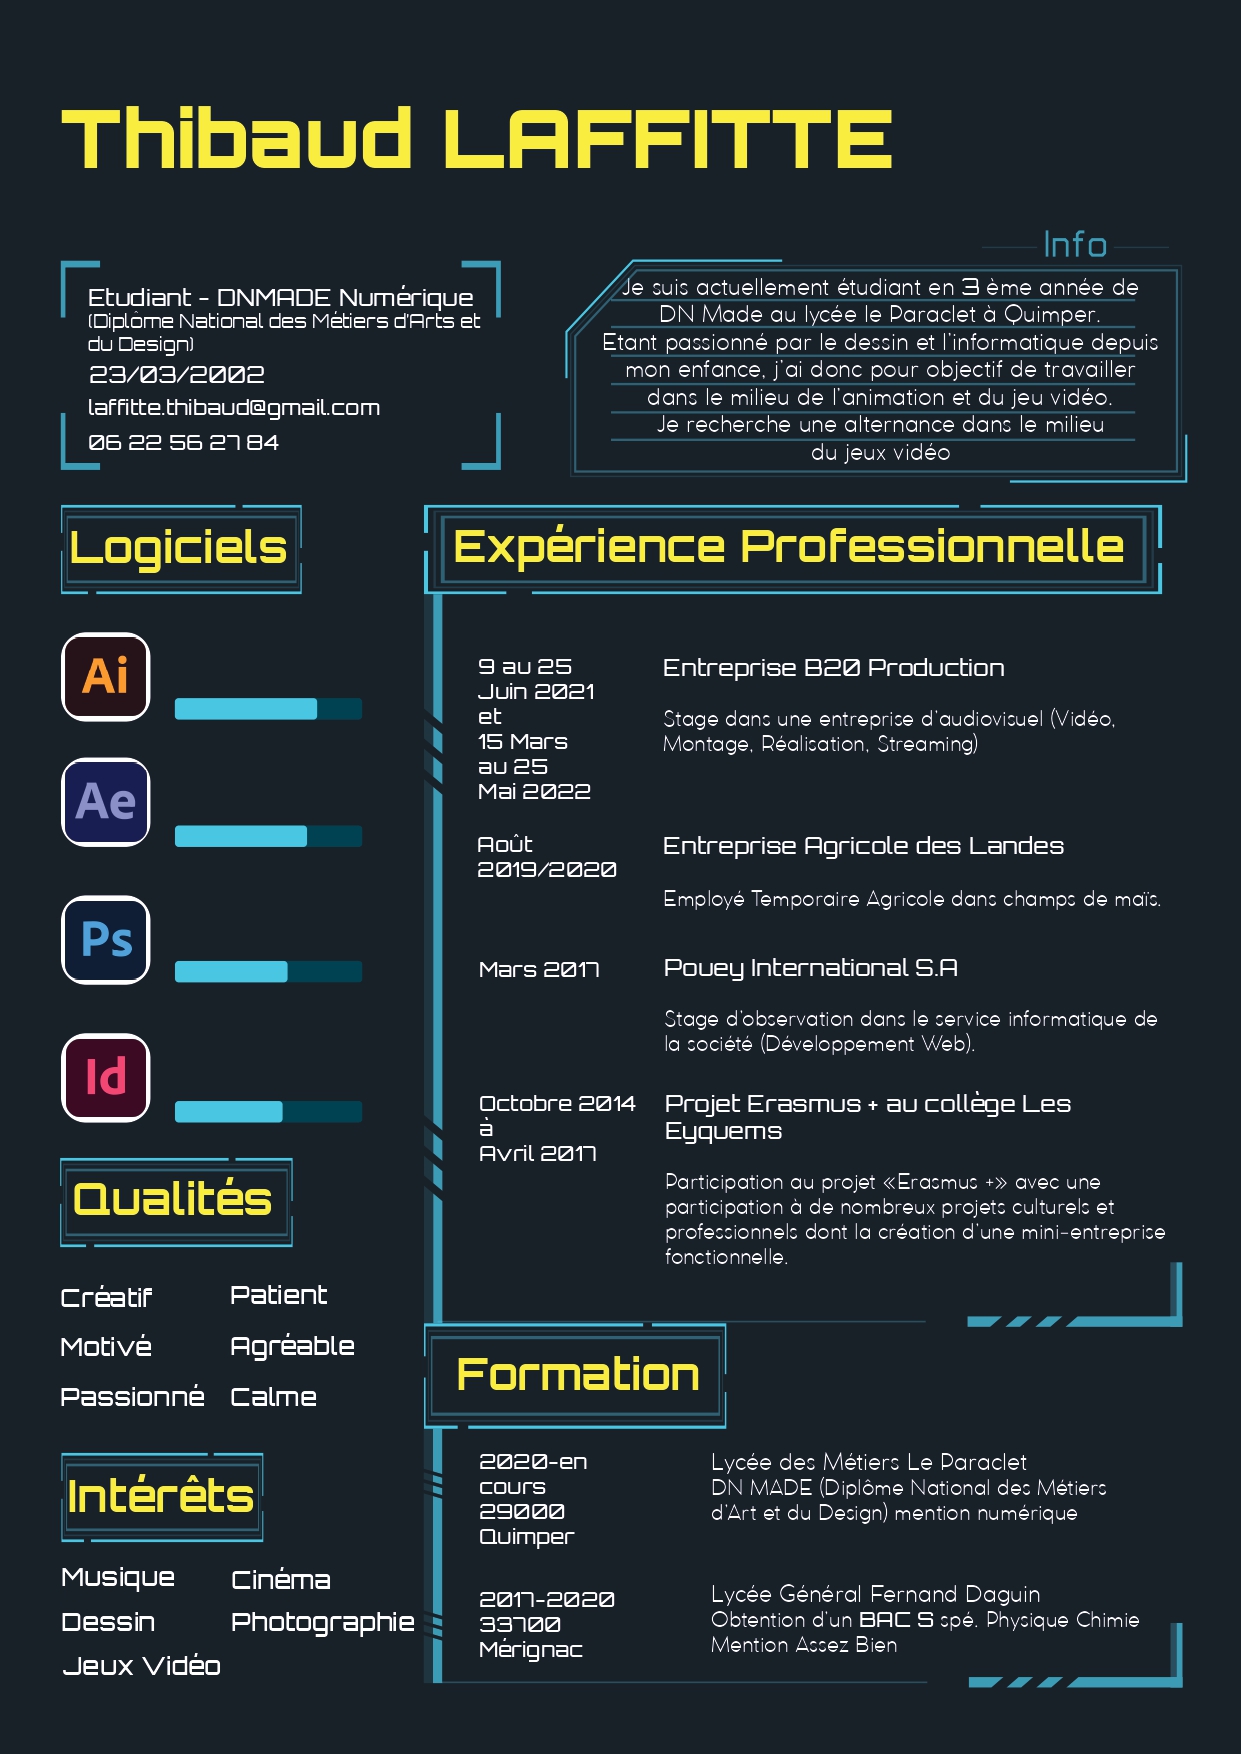 Thibaud LAFFITTE
Etudiant - DNMADE Numérique
(Diplôme National des Métiers d'Arts et
du Design)
23/03/2002
laffitte.thibaud@gmail.com
06 22 56 27 84
Info
Je suis actuellement étudiant en 3 ème année de
DN Made au lycée le Paraclet à Quimper.
Etant passionné par le dessin et l'informatique depuis
mon enfance, j'ai donc pour objectif de travailler
dans le milieu de l'animation et du jeu vidéo.
Je recherche une alternance dans le milieu
du jeux vidéo
Logiciels
Ai
Ae
Ps
Id
Qualités
Créatif
Patient
Motivé
Agréable
Passionné
Calme
Intérêts
Musique
Cinéma
Dessin
Photographie
Jeux Vidéo
Expérience Professionnelle
9 au 25
Juin 2021
et
15 Mars
au 25
Mai 2022
Entreprise B20 Production
Stage dans une entreprise d'audiovisuel (Vidéo,
Montage, Réalisation, Streaming)
Août
2019/2020
Entreprise Agricole des Landes
Employé Temporaire Agricole dans champs de maïs.
Mars 2017
Pouey International S.A
Stage d'observation dans le service informatique de
la société (Développement Web).
Octobre 2014
à
Avril 2017
Projet Erasmus + au collège Les
Eyquems
Participation au projet «Erasmus +» avec une
participation à de nombreux projets culturels et
professionnels dont la création d'une mini-entreprise
fonctionnelle.
Formation
2020-en
cours
29000
Quimper
Lycée des Métiers Le Paraclet
DN MADE (Diplôme National des Métiers
d'Art et du Design) mention numérique
2017-2020
33700
Mérignac
Lycée Général Fernand Daguin
Obtention d'un BAC S spé. Physique Chimie
Mention Assez Bien